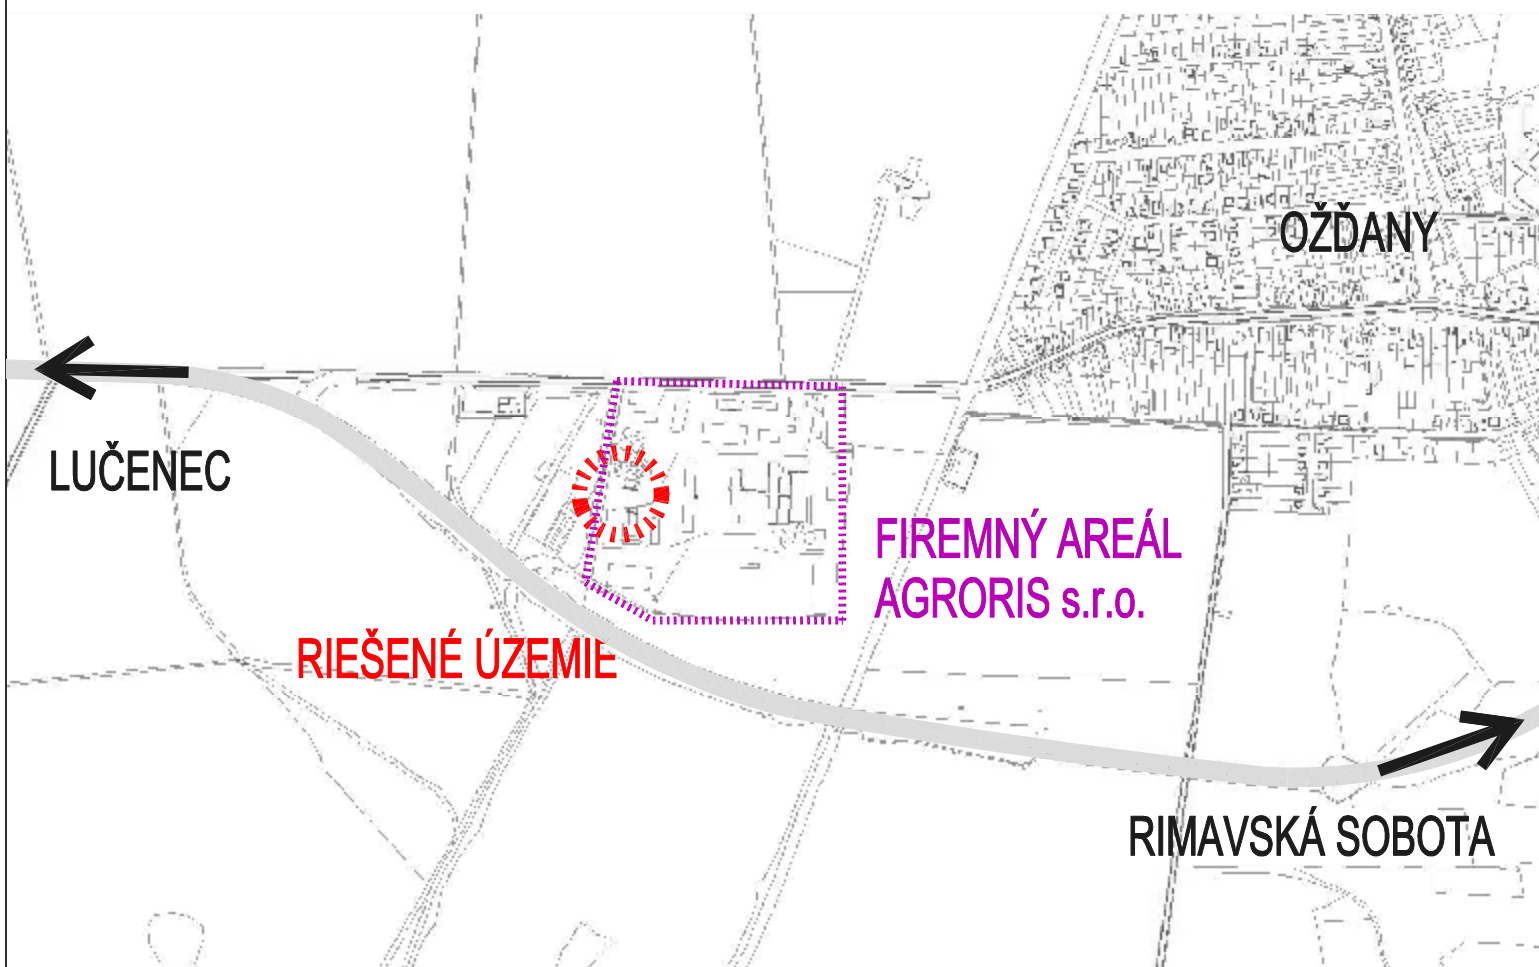 OŽĎANY
LUČENEC
FIREMNÝ AREÁL
AGRORIS s.r.o.
RIEŠENÉ ÚZEMIE
RIMAVSKÁ SOBOTA